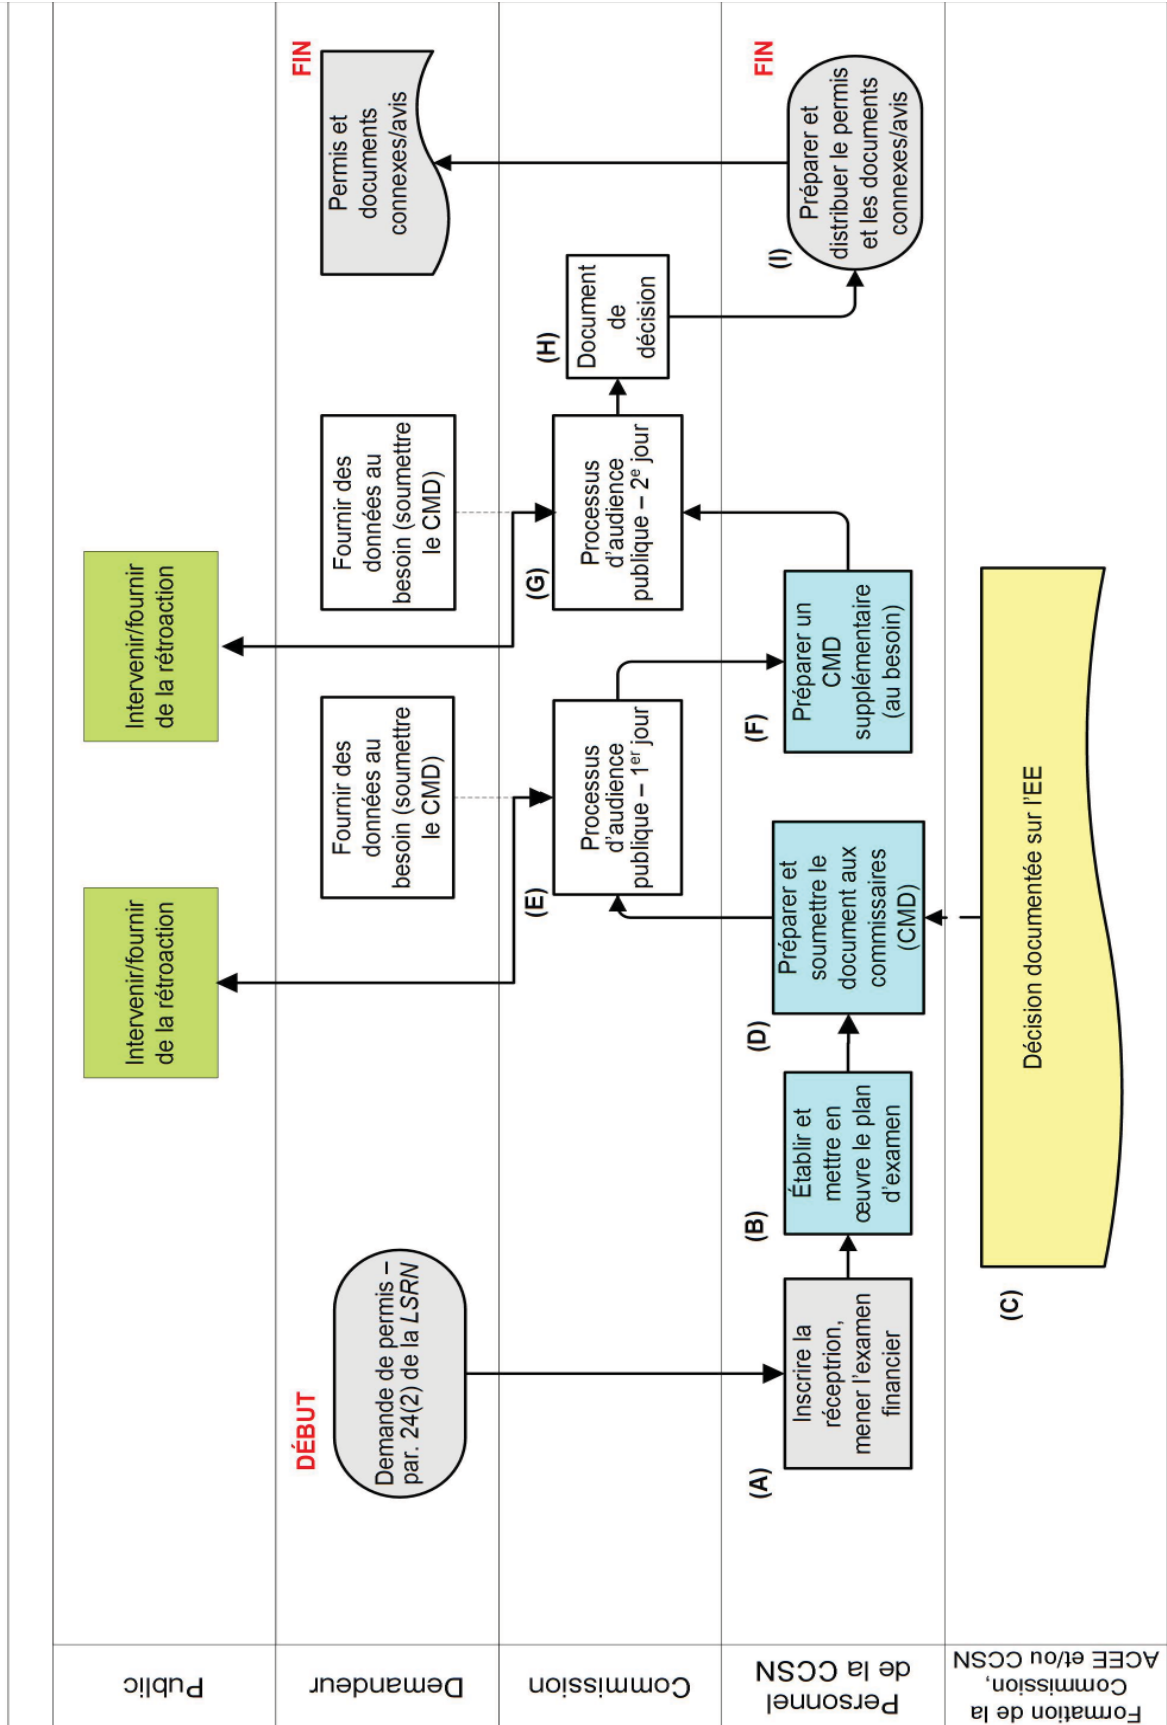 Public
Intervenir/fournir
de la rétroaction
Intervenir/fournir
de la rétroaction
Demandeur
DÉBUT
Demande de permis –
par. 24(2) de la LSRN
Fournir des
données au
besoin (soumettre
le CMD)
Fournir des
données au
besoin (soumettre
le CMD)
FIN
Permis et
documents
connexes/avis
Commission
(E)
Processus
d'audience
publique – 1er jour
(G)
Processus
d'audience
publique – 2e jour
(H)
Document
de
décision
Personnel
de la CCSN
(A)
Inscrire la
réceptrion,
mener l'examen
financier
(B)
Établir et
mettre en
œuvre le plan
d'examen
(D)
Préparer et
soumettre le
document aux
commissaires
(CMD)
(F)
Préparer un
CMD
supplémentaire
(au besoin)
(I)
FIN
Préparer et
distribuer le permis
et les documents
connexes/avis
Formation de la
Commission,
ACEE et/ou CCSN
(C)
Décision documentée sur l'EE